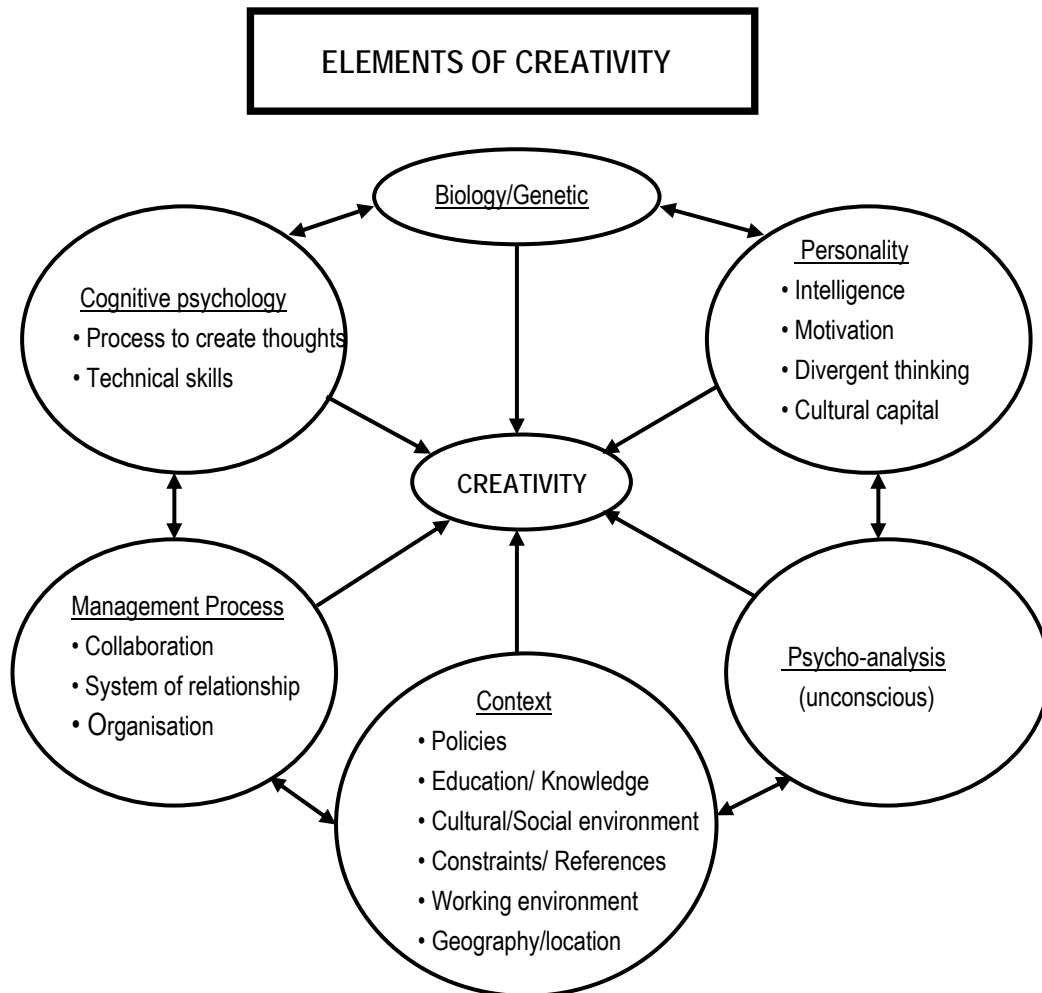 ELEMENTS OF CREATIVITY
Biology/Genetic
Cognitive psychology
• Process to create thoughts
• Technical skills
Personality
• Intelligence
• Motivation
• Divergent thinking
• Cultural capital
CREATIVITY
Management Process
• Collaboration
• System of relationship
• Organisation
Context
• Policies
• Education/ Knowledge
• Cultural/Social environment
• Constraints/ References
• Working environment
• Geography/location
Psycho-analysis
(unconscious)